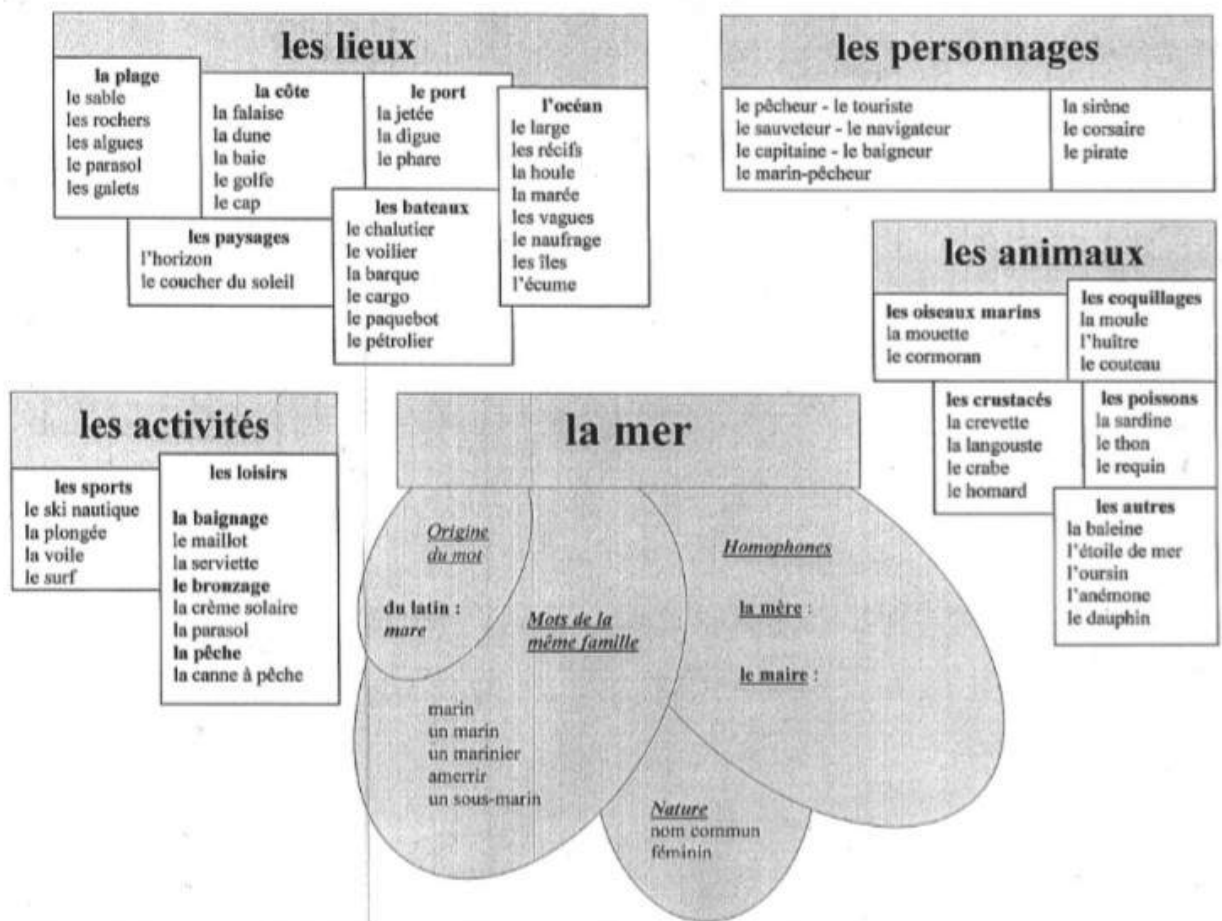 les lieux
la plage
le sable
les rochers
les algues
le parasol
les galets
la côte
la falaise
la dune
la baie
le golfe
le cap
le port
la jetée
la digue
le phare
l'océan
le large
les récifs
la houle
la marée
les vagues
le naufrage
les îles
l'écume
les paysages
l'horizon
le coucher du soleil
les bateaux
le chalutier
le voilier
la barque
le cargo
le paquebot
le pétrolier
les personnages
le pêcheur - le touriste
le sauveteur - le navigateur
le capitaine - le baigneur
le marin-pêcheur
la sirène
le corsaire
le pirate
les animaux
les oiseaux marins
la mouette
le cormoran
les coquillages
la moule
l'huître
le couteau
les crustacés
la crevette
la langouste
le crabe
le homard
les poissons
la sardine
le thon
le requin
les autres
la baleine
l'étoile de mer
l'oursin
l'anémone
le dauphin
les activités
les sports
le ski nautique
la plongée
la voile
le surf
les loisirs
la baignage
le maillot
la serviette
le bronzage
la crème solaire
la parasol
la pêche
la canne à pêche
la mer
Origine
du mot
du latin :
mare
Mots de la
même famille
marin
un marin
un marinier
amerrir
un sous-marin
Homophones
la mère :
le maire :
Nature
nom commun
féminin